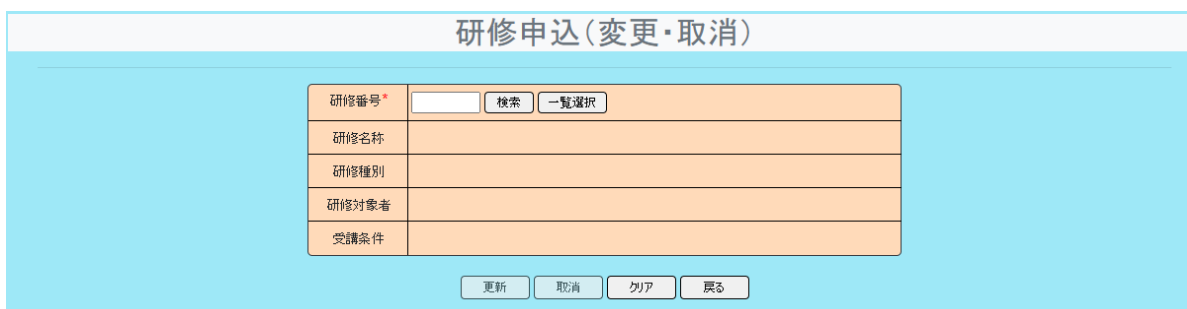 研修申込(変更・取消)
研修番号* 検索 一覧選択
研修名称
研修種別
研修対象者
受講条件
更新 取消 クリア 戻る